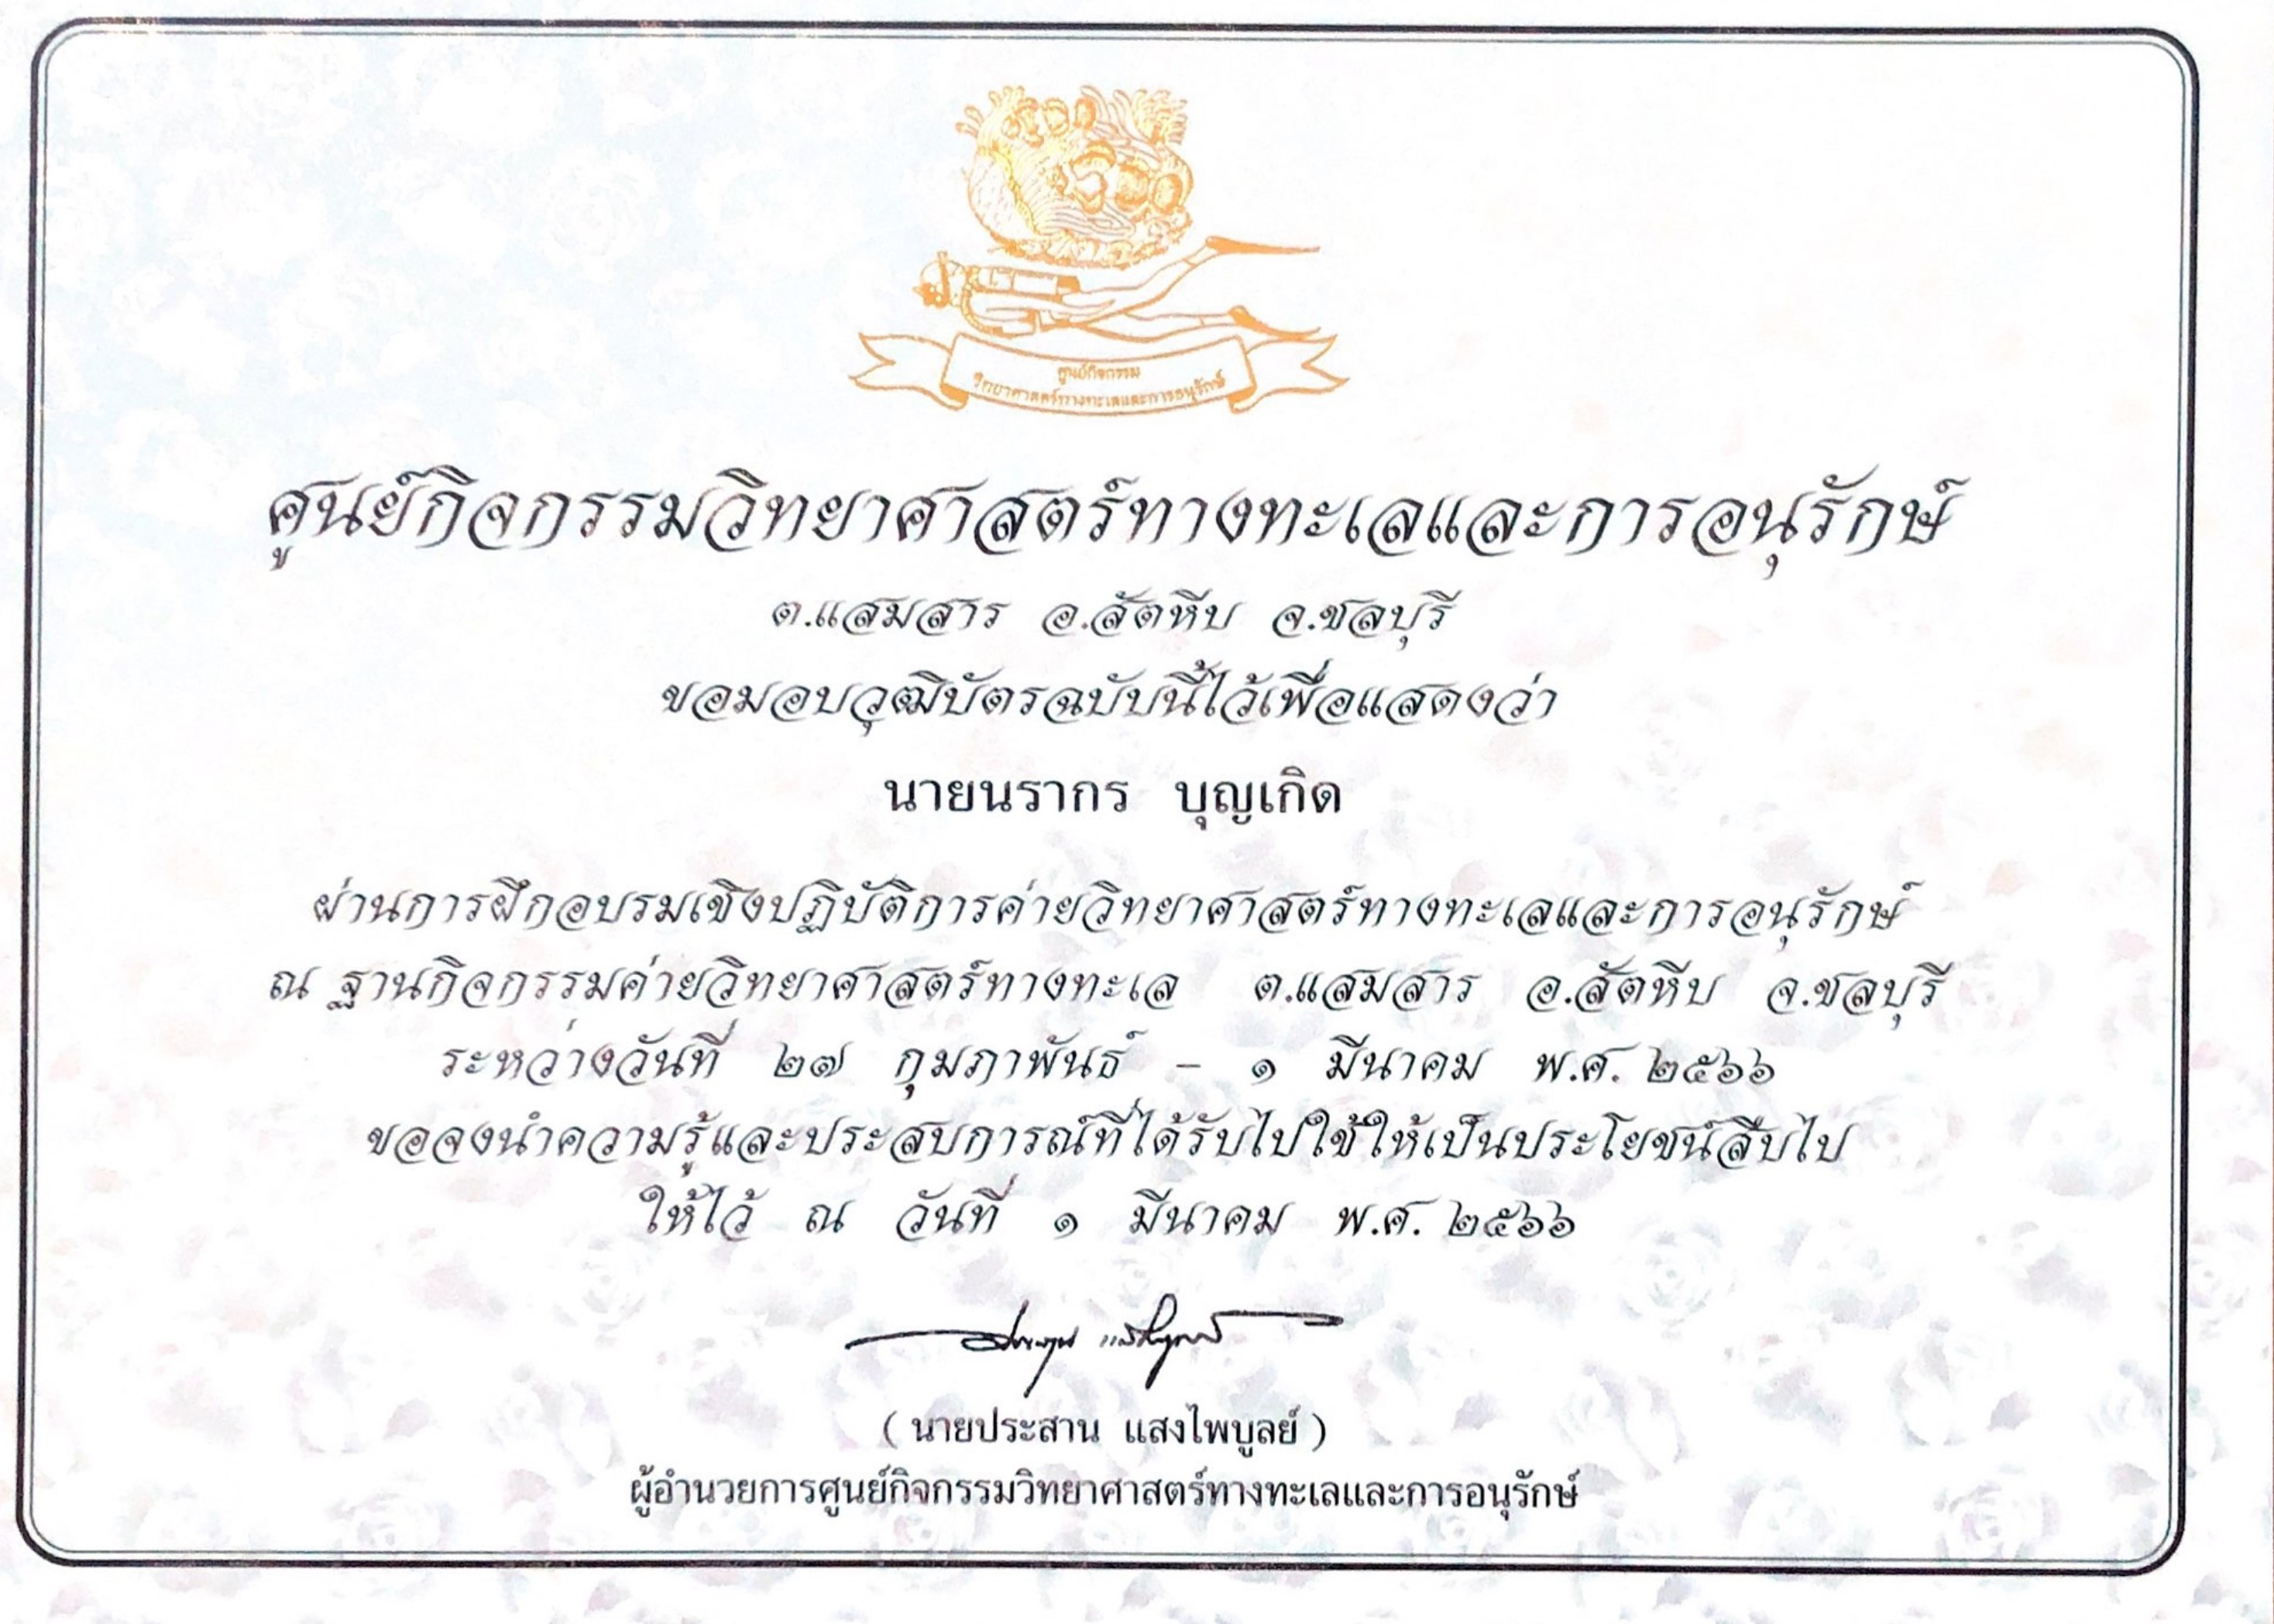 ศูนย์กิจกรรม
วิทยาศาสตร์ทางทะเลและการอนุรักษ์
ศูนย์กิจกรรมวิทยาศาสตร์ทางทะเลและการอนุรักษ์
ต.แสมสาร อ.สัตหีบ จ.ชลบุรี
ขอมอบวุฒิบัตรฉบับนี้ไว้เพื่อแสดงว่า
นายนรากร บุญเกิด
ผ่านการฝึกอบรมเชิงปฏิบัติการค่ายวิทยาศาสตร์ทางทะเลและการอนุรักษ์
ณ ฐานกิจกรรมค่ายวิทยาศาสตร์ทางทะเล ต.แสมสาร อ.สัตหีบ จ.ชลบุรี
ระหว่างวันที่ ๒๗ กุมภาพันธ์ - ๑ มีนาคม พ.ศ. ๒๕๖๖
ขอจงนำความรู้และประสบการณ์ที่ได้รับไปใช้ให้เป็นประโยชน์สืบไป
ให้ไว้ ณ วันที่ ๑ มีนาคม พ.ศ. ๒๕๖๖
( นายประสาน แสงไพบูลย์ )
ผู้อำนวยการศูนย์กิจกรรมวิทยาศาสตร์ทางทะเลและการอนุรักษ์